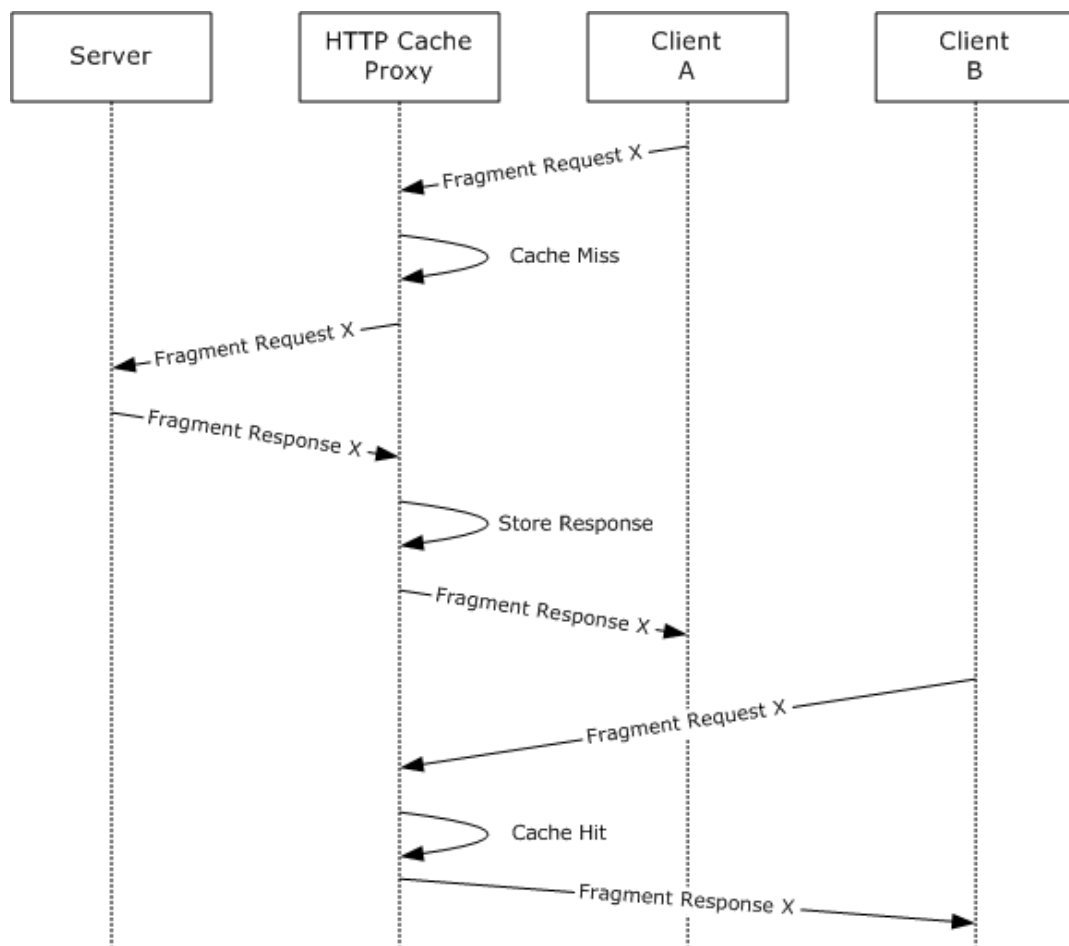 Server
HTTP Cache
Proxy
Client
A
Client
B
Fragment Request X
Cache Miss
Fragment Request X
Fragment Response X
Store Response
Fragment Response X
Fragment Request X
Cache Hit
Fragment Response X